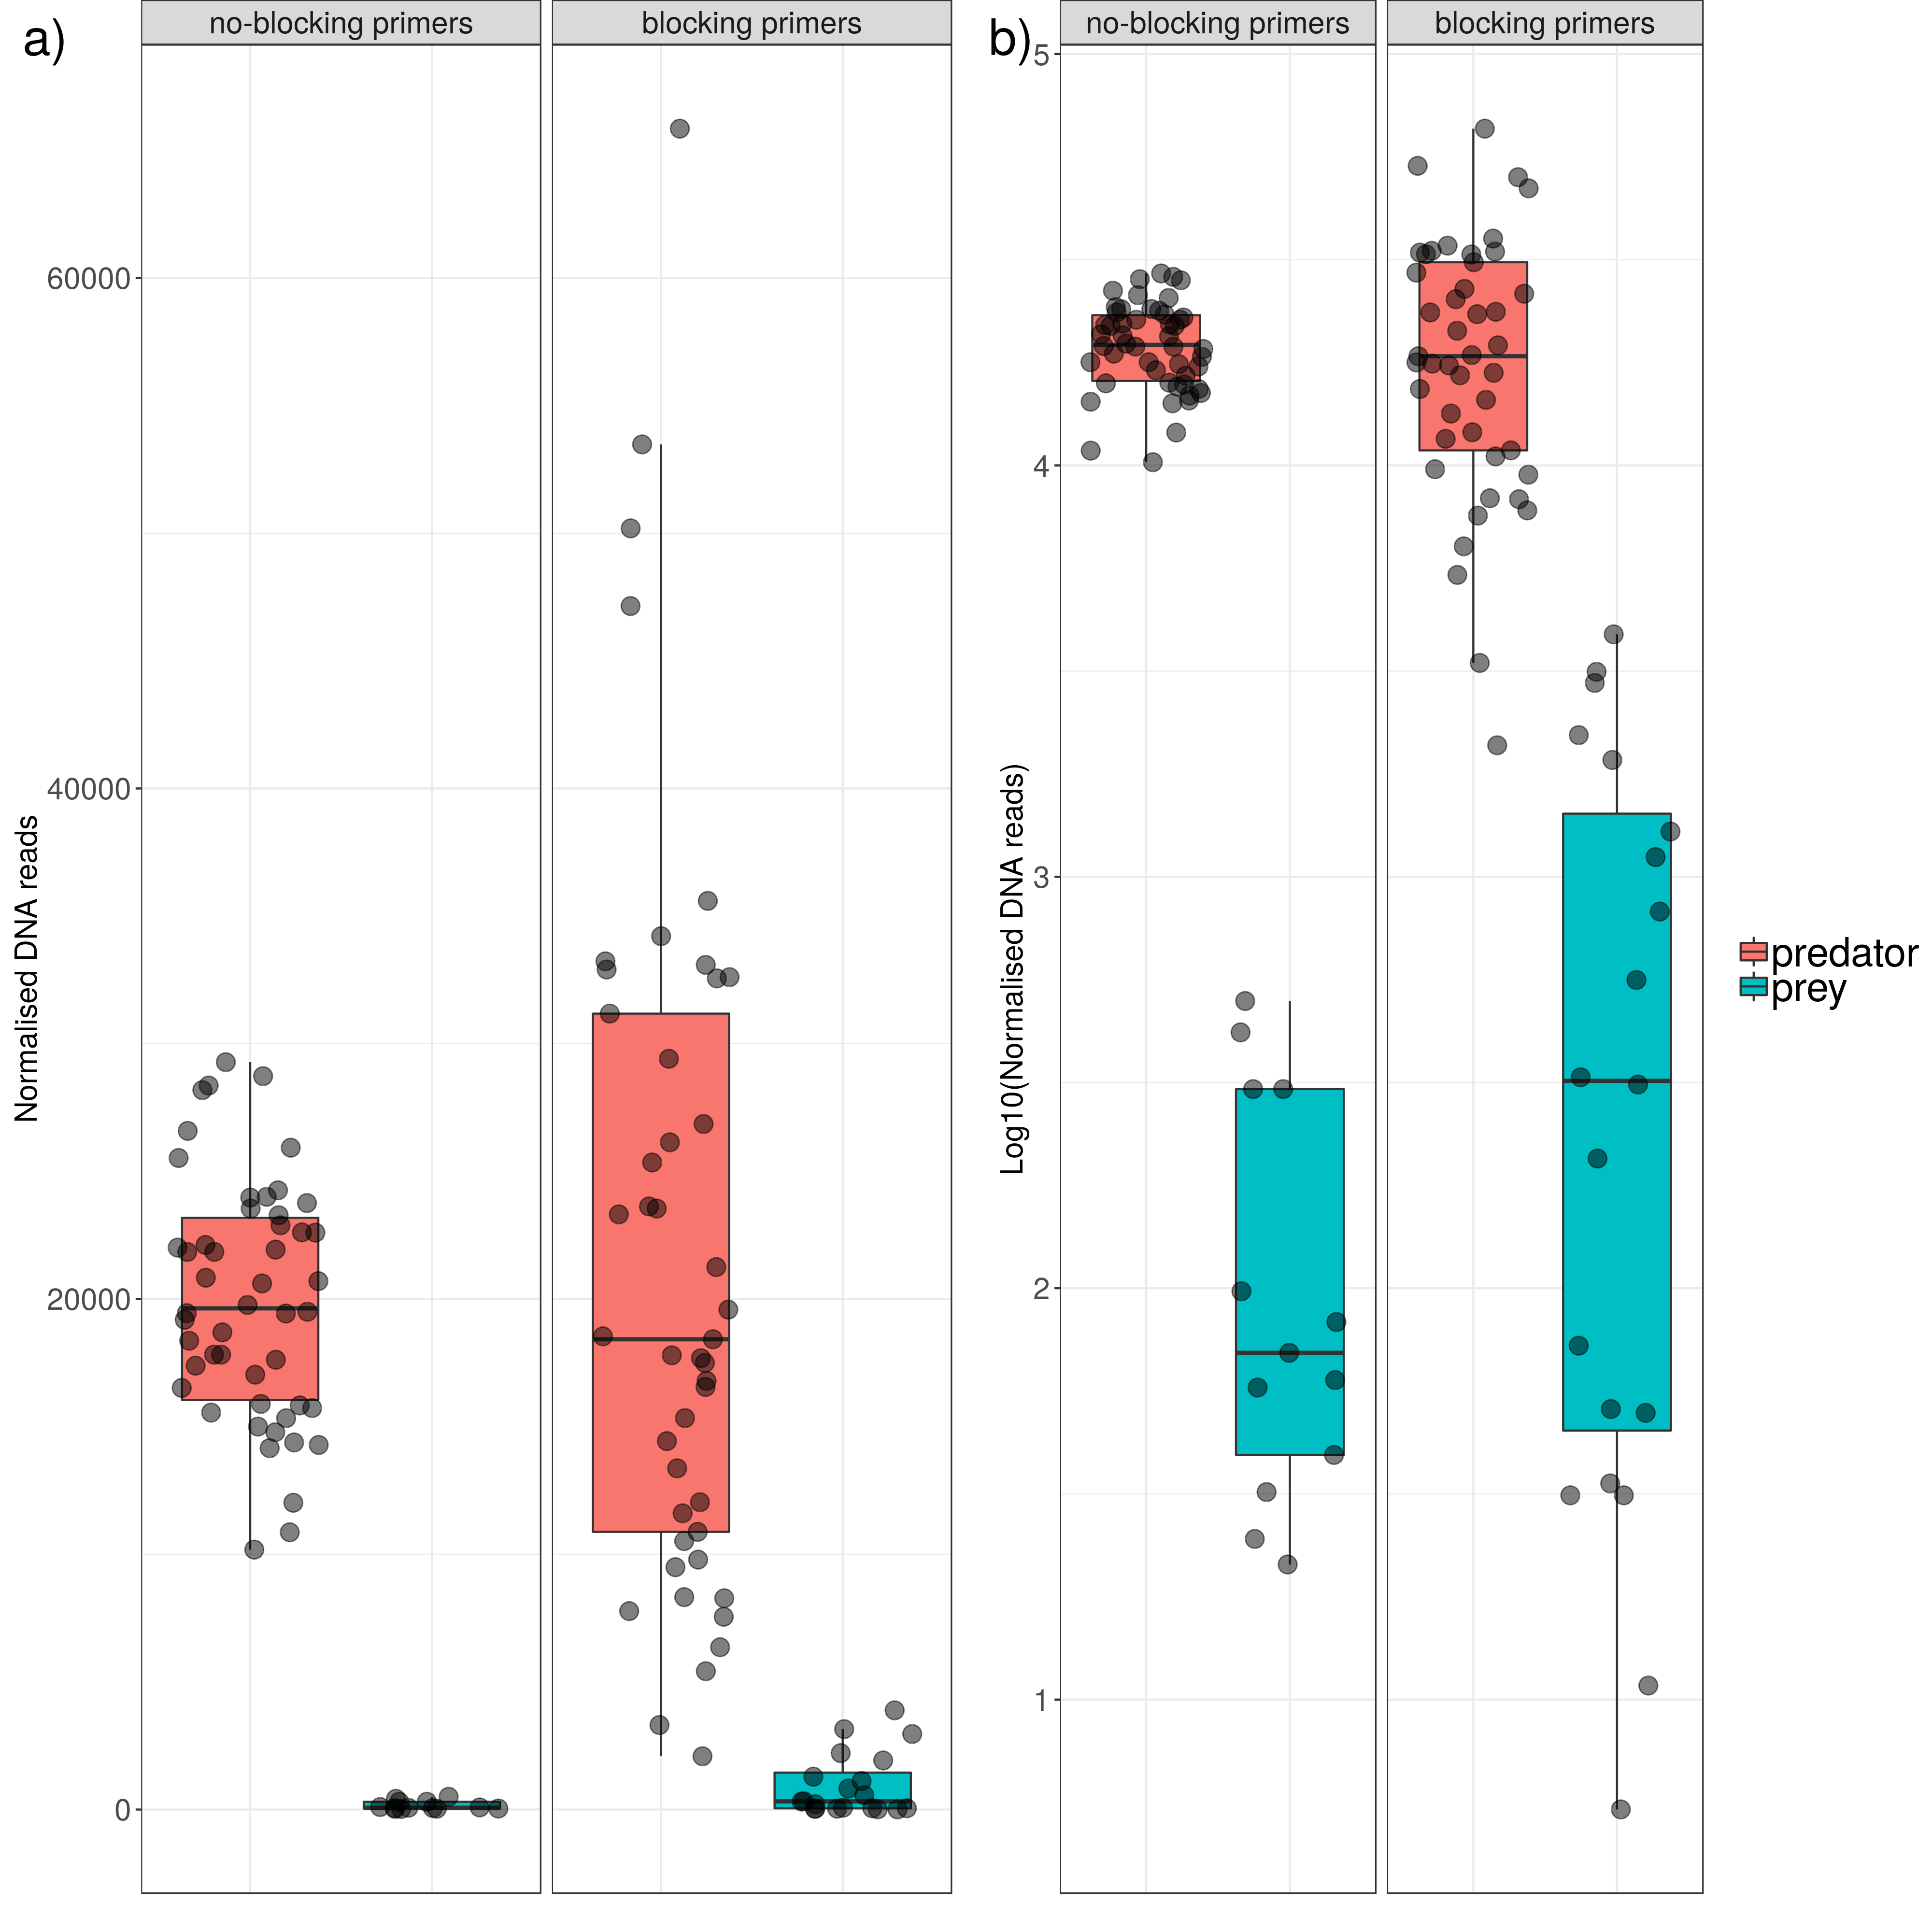 a)
no-blocking primers
blocking primers
Normalised DNA reads
60000
40000
20000
0
b)
no-blocking primers
blocking primers
Log10(Normalised DNA reads)
5
4
3
2
1
predator
prey